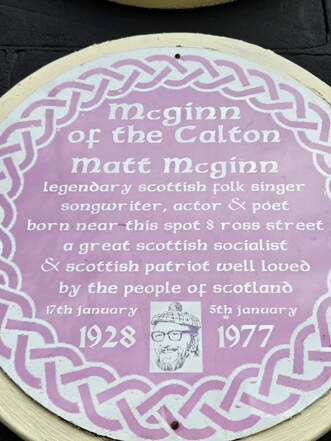 McGinn
of the Calton
Matt McGinn
legendary scottish folk singer
songwriter, actor & poet
born near this spot 8 ross street
a great scottish socialist
& scottish patriot well loved
by the people of scotland
17th january 5th january
1928 1977